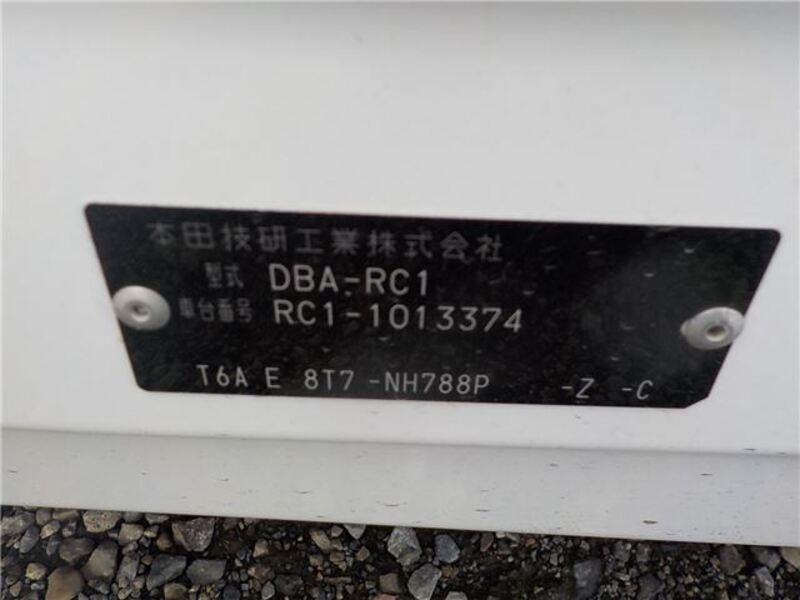 本田技研工業株式会社
型式 DBA-RC1
車台番号 RC1-1013374
T6A E 8T7 -NH788P -Z -C